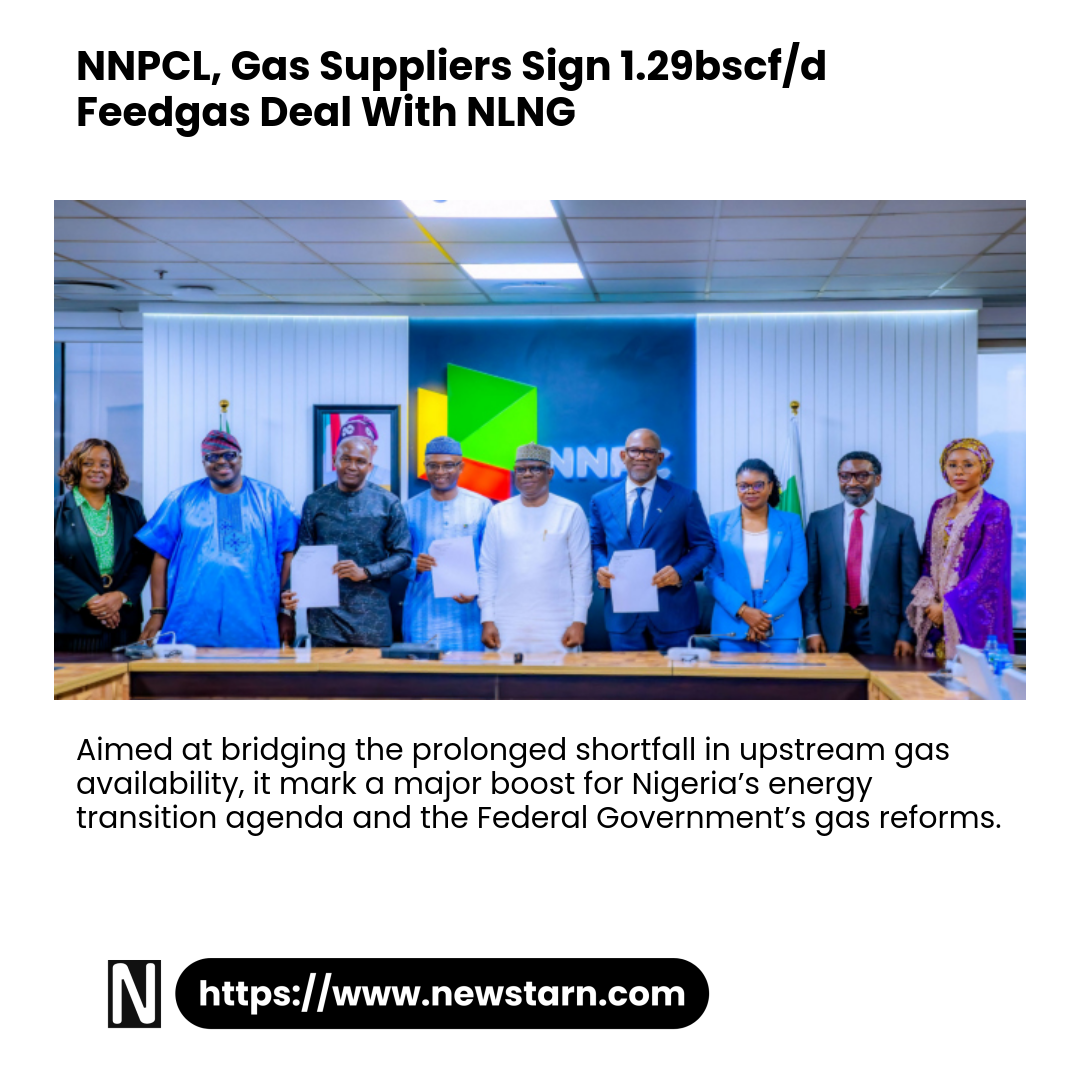 NNPCL, Gas Suppliers Sign 1.29bscf/d
Feedgas Deal With NLNG
NNPC
Aimed at bridging the prolonged shortfall in upstream gas
availability, it mark a major boost for Nigeria’s energy
transition agenda and the Federal Government’s gas reforms.
N
https://www.newstarn.com